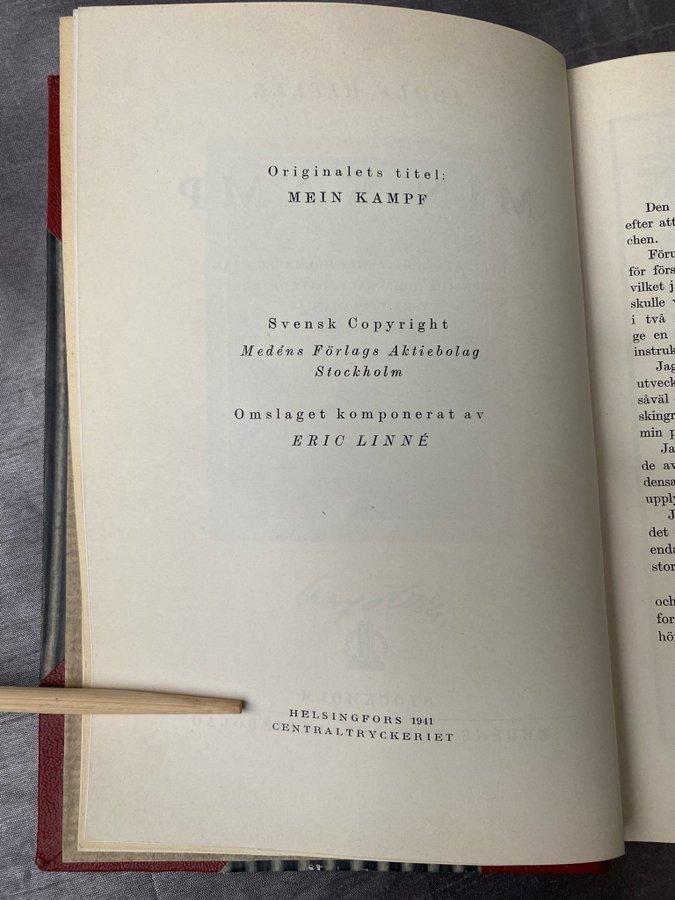 Originalets titel:
MEIN KAMPF
Svensk Copyright
Medéns Förlags Aktiebolag
Stockholm
Omslaget komponerat av
ERIC LINNÉ
HELSINGFORS 1941
CENTRALTRYCKERIET
Den
efter att
chen.
för förs
vilket j
skulle
i två
ge en
instruk
Jag
utveck
såväl
skingr
min
de av
densa
upply
det
enda
stor
och
for